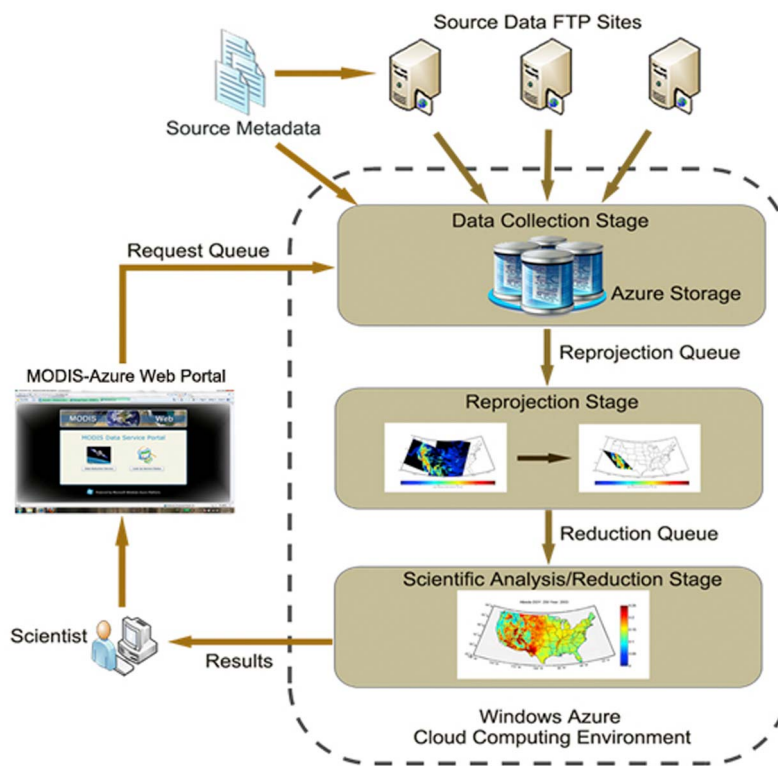 Source Data FTP Sites
Source Metadata
Data Collection Stage
Request Queue
Azure Storage
Reprojection Queue
MODIS-Azure Web Portal
MODIS
Web
MODIS Data Service Portal
Reprojection Stage
Reduction Queue
Scientific Analysis/Reduction Stage
Scientist
Results
Windows Azure
Cloud Computing Environment